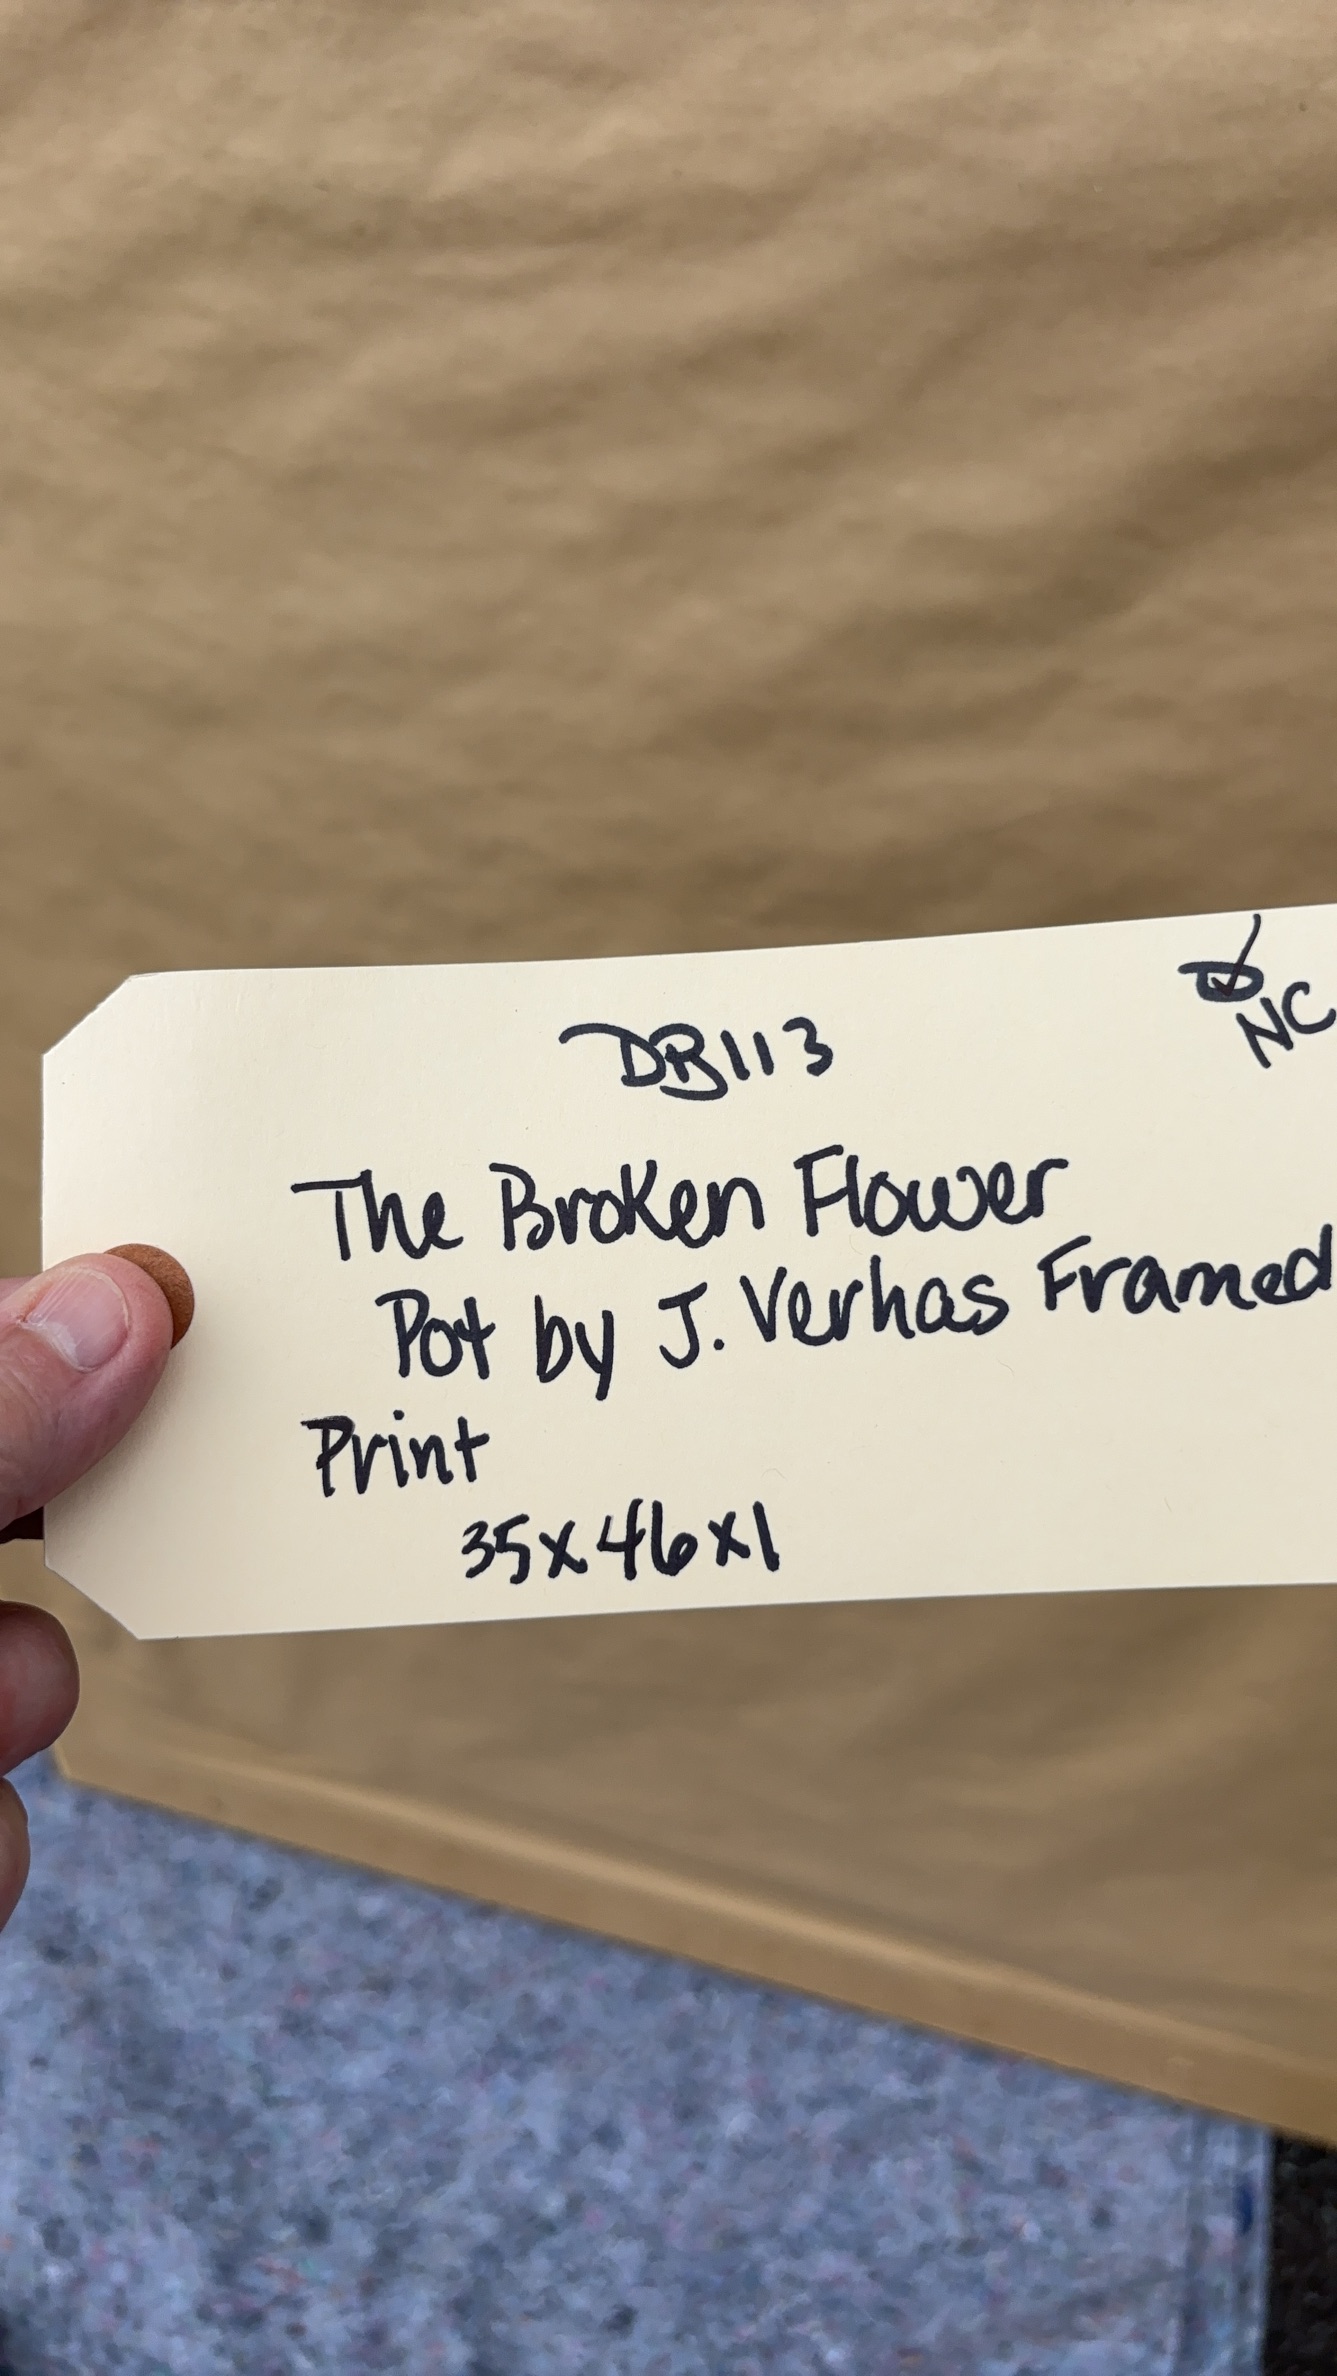 NC
DB113
The Broken Flower
Pot by J. Verhas Framed
Print
35x46x1